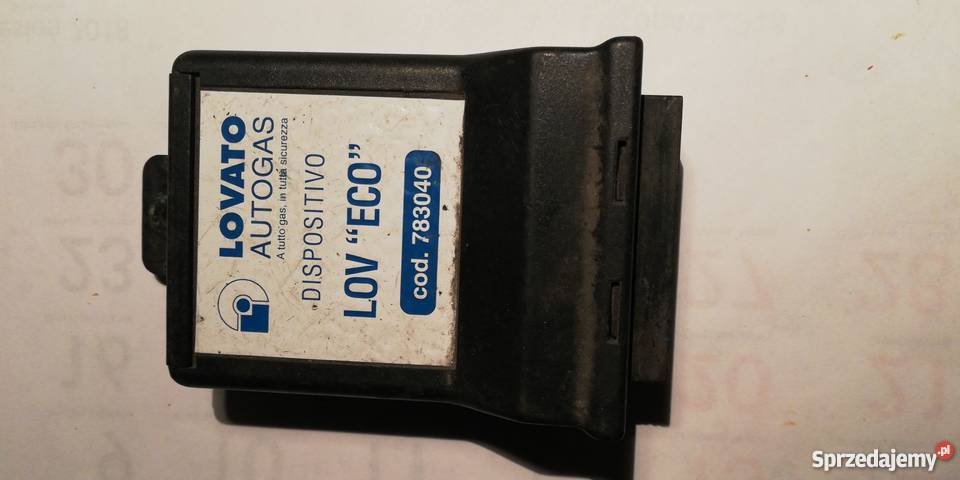 LOVATO
AUTOGAS
A tutto gas, in tutta sicurezza
DISPOSITIVO
LOV "ECO"
cod. 783040
Sprzedajemy.pl